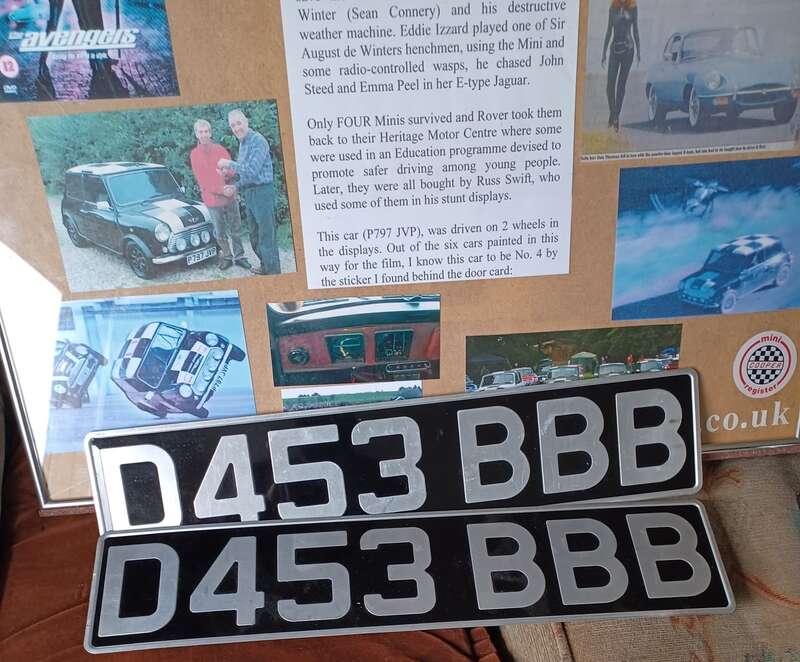 Winter (Sean Connery) and his destructive
weather machine. Eddie Izzard played one of Sir
August de Winters henchmen, using the Mini and
some radio-controlled wasps, he chased John
Steed and Emma Peel in her E-type Jaguar.
the avengers
12
DVD
Only FOUR Minis survived and Rover took them
back to their Heritage Motor Centre where some
were used in an Education programme devised to
promote safer driving among young people.
Later, they were all bought by Russ Swift, who
used some of them in his stunt displays.
This car (P797 JVP), was driven on 2 wheels in
the displays. Out of the six cars painted in this
way for the film, I know this car to be No. 4 by
the sticker I found behind the door card:
P797 JVP
P797 JVP
mini
COOPER
register
.co.uk
D453 BBB
D453 BBB